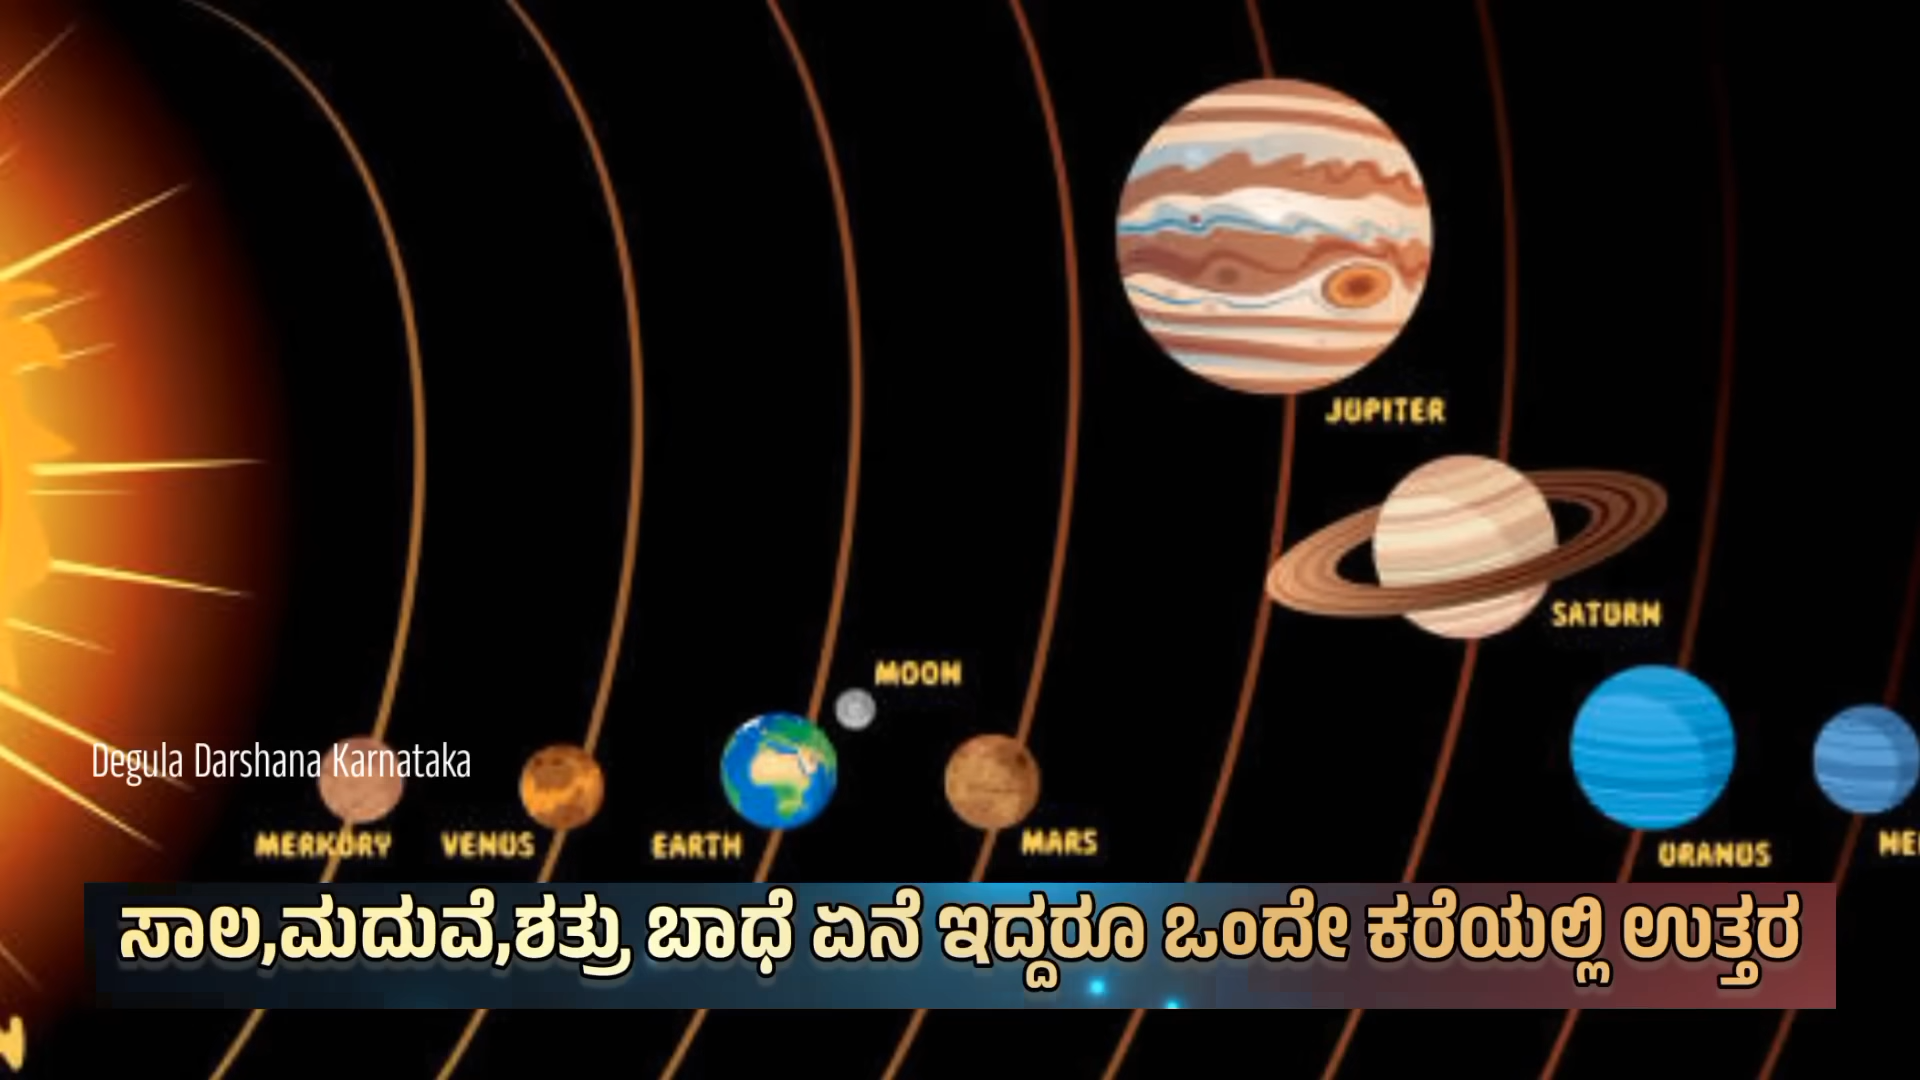 JUPITER
SATURN
MOON
Degula Darshana Karnataka
MERKURY
VENUS
EARTH
MARS
URANUS
ಸಾಲ,ಮದುವೆ,ಶತ್ರು ಬಾಧೆ ಏನೆ ಇದ್ದರೂ ಒಂದೇ ಕರೆಯಲ್ಲಿ ಉತ್ತರ